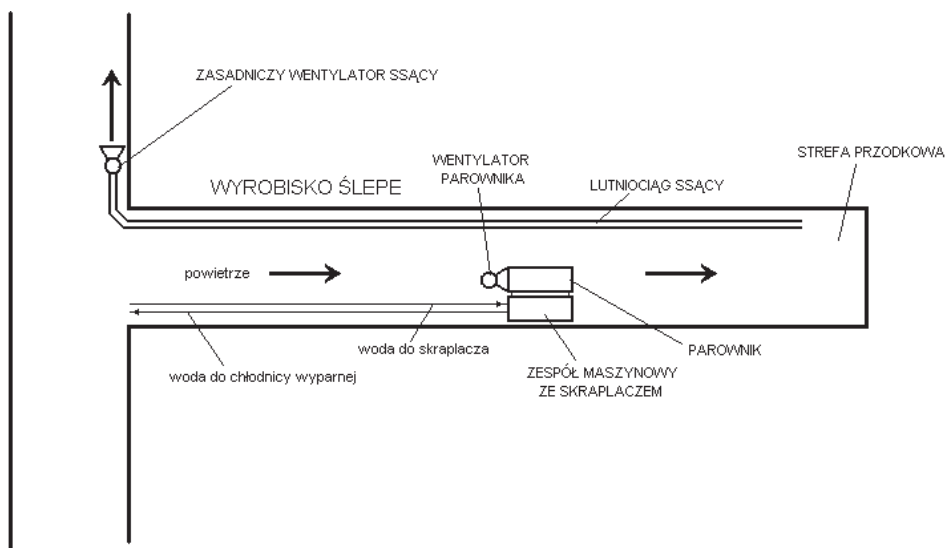 ZASADNICZY WENTYLATOR SSĄCY
WENTYLATOR
PAROWNIKA
STREFA PRZODKOWA
WYROBISKO ŚLEPE
LUTNIOCIĄG SSĄCY
powietrze
woda do skraplacza
PAROWNIK
woda do chłodnicy wyparnej
ZESPÓŁ MASZYNOWY
ZE SKRAPLACZEM